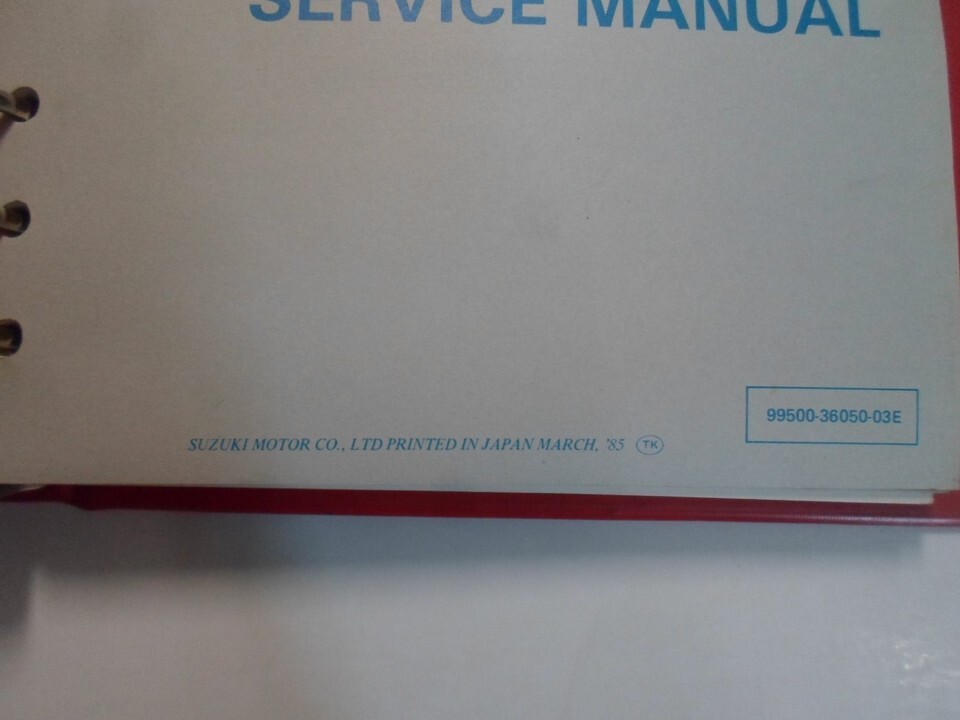 SERVICE MANUAL
99500-36050-03E
SUZUKI MOTOR CO., LTD PRINTED IN JAPAN MARCH, '85 TK